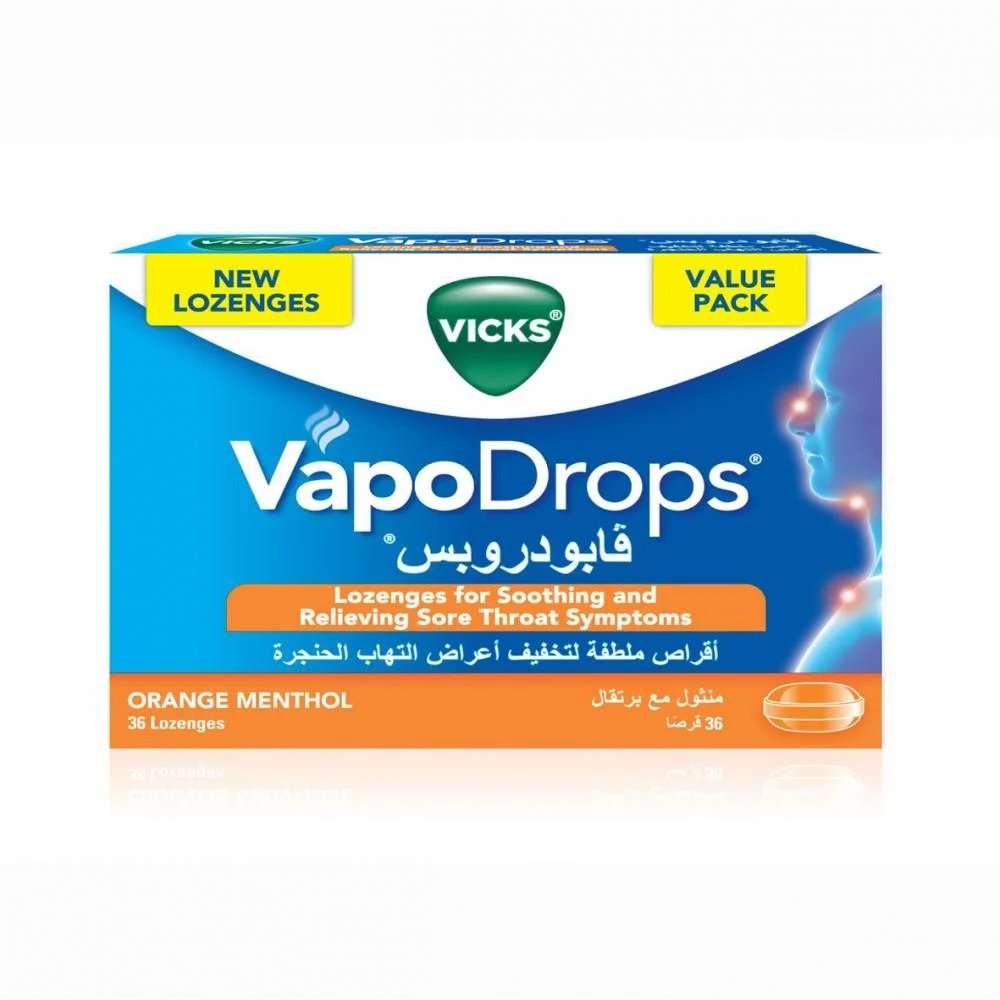 VICKS VapoDrops®
NEW
LOZENGES
VALUE
PACK
VICKS®
VapoDrops®
ڤابودروبس®
Lozenges for Soothing and
Relieving Sore Throat Symptoms
أقراص ملطفة لتخفيف أعراض التهاب الحنجرة
ORANGE MENTHOL
منثول مع برتقال
36 Lozenges
36 قرصًا